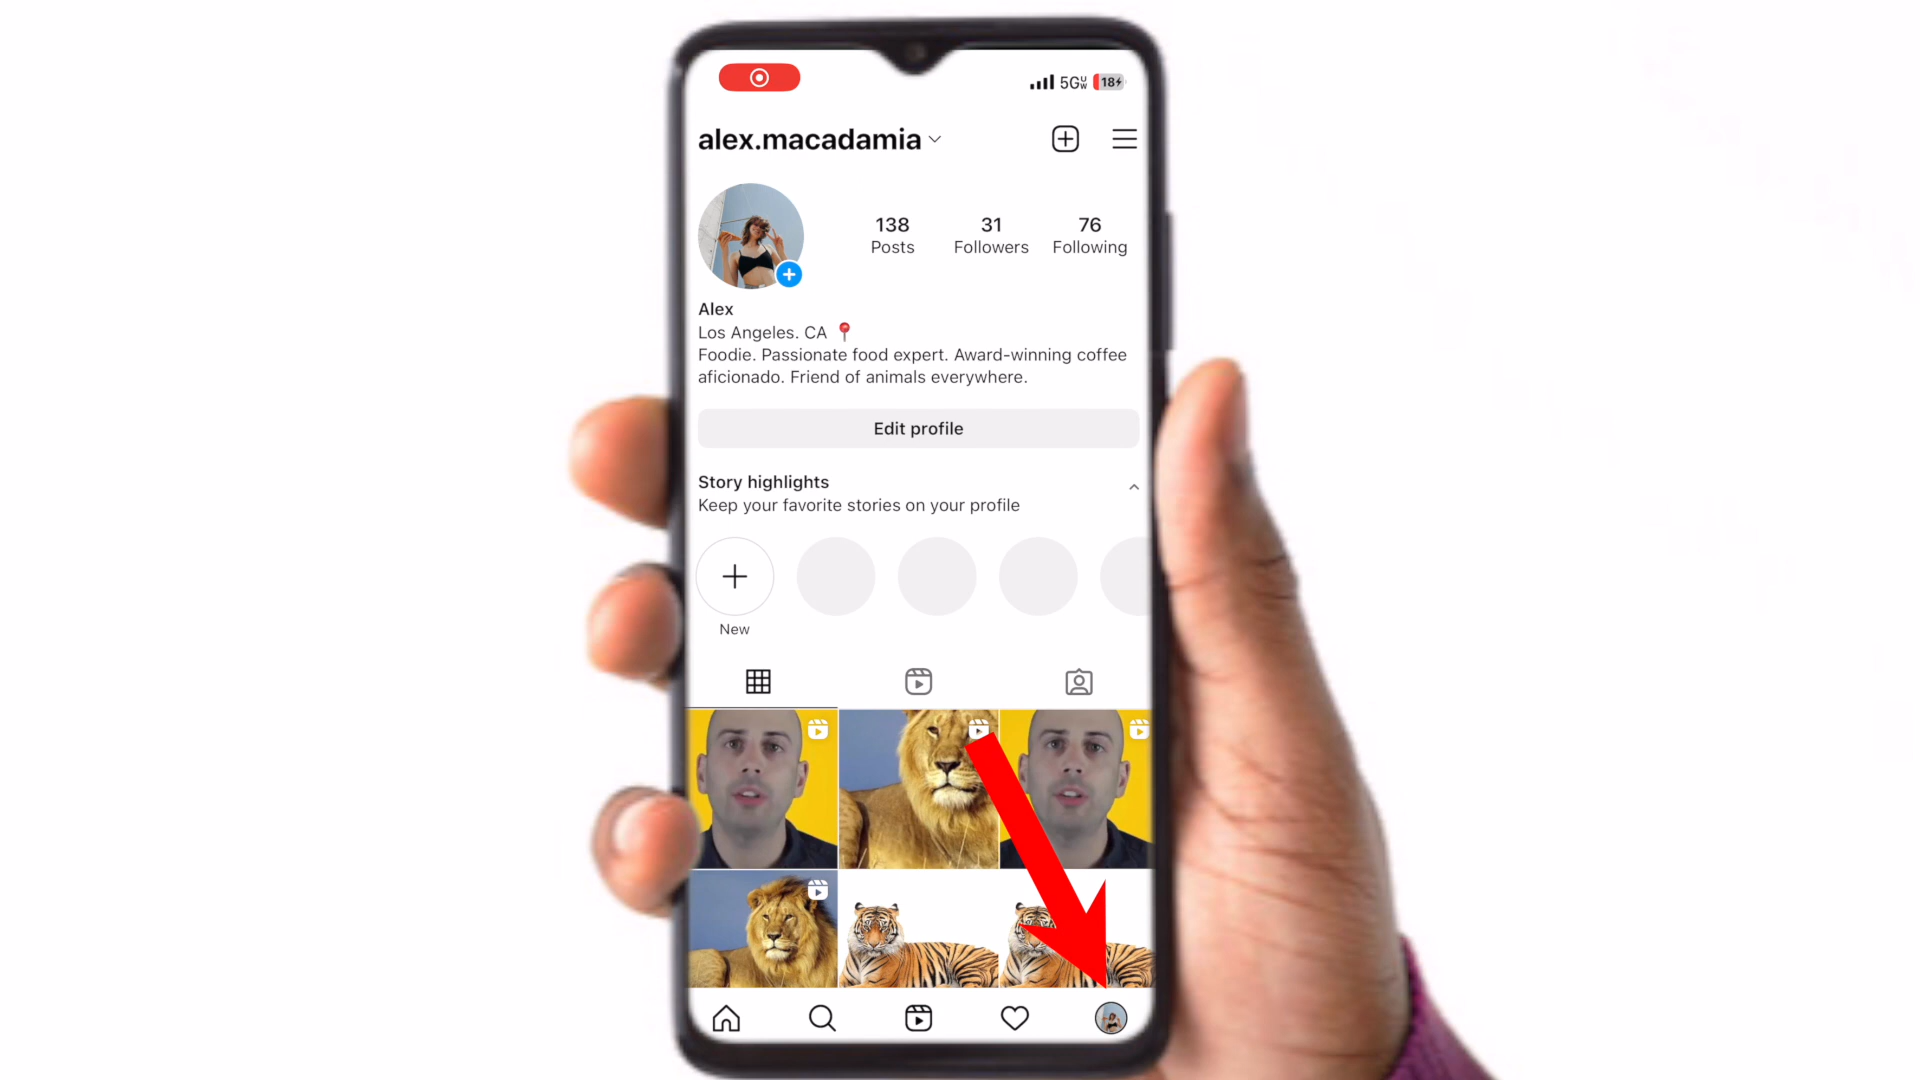 5G UW 18
alex.macadamia
138 31 76
Posts Followers Following
Alex
Los Angeles. CA 📍
Foodie. Passionate food expert. Award-winning coffee
aficionado. Friend of animals everywhere.
Edit profile
Story highlights
Keep your favorite stories on your profile
New